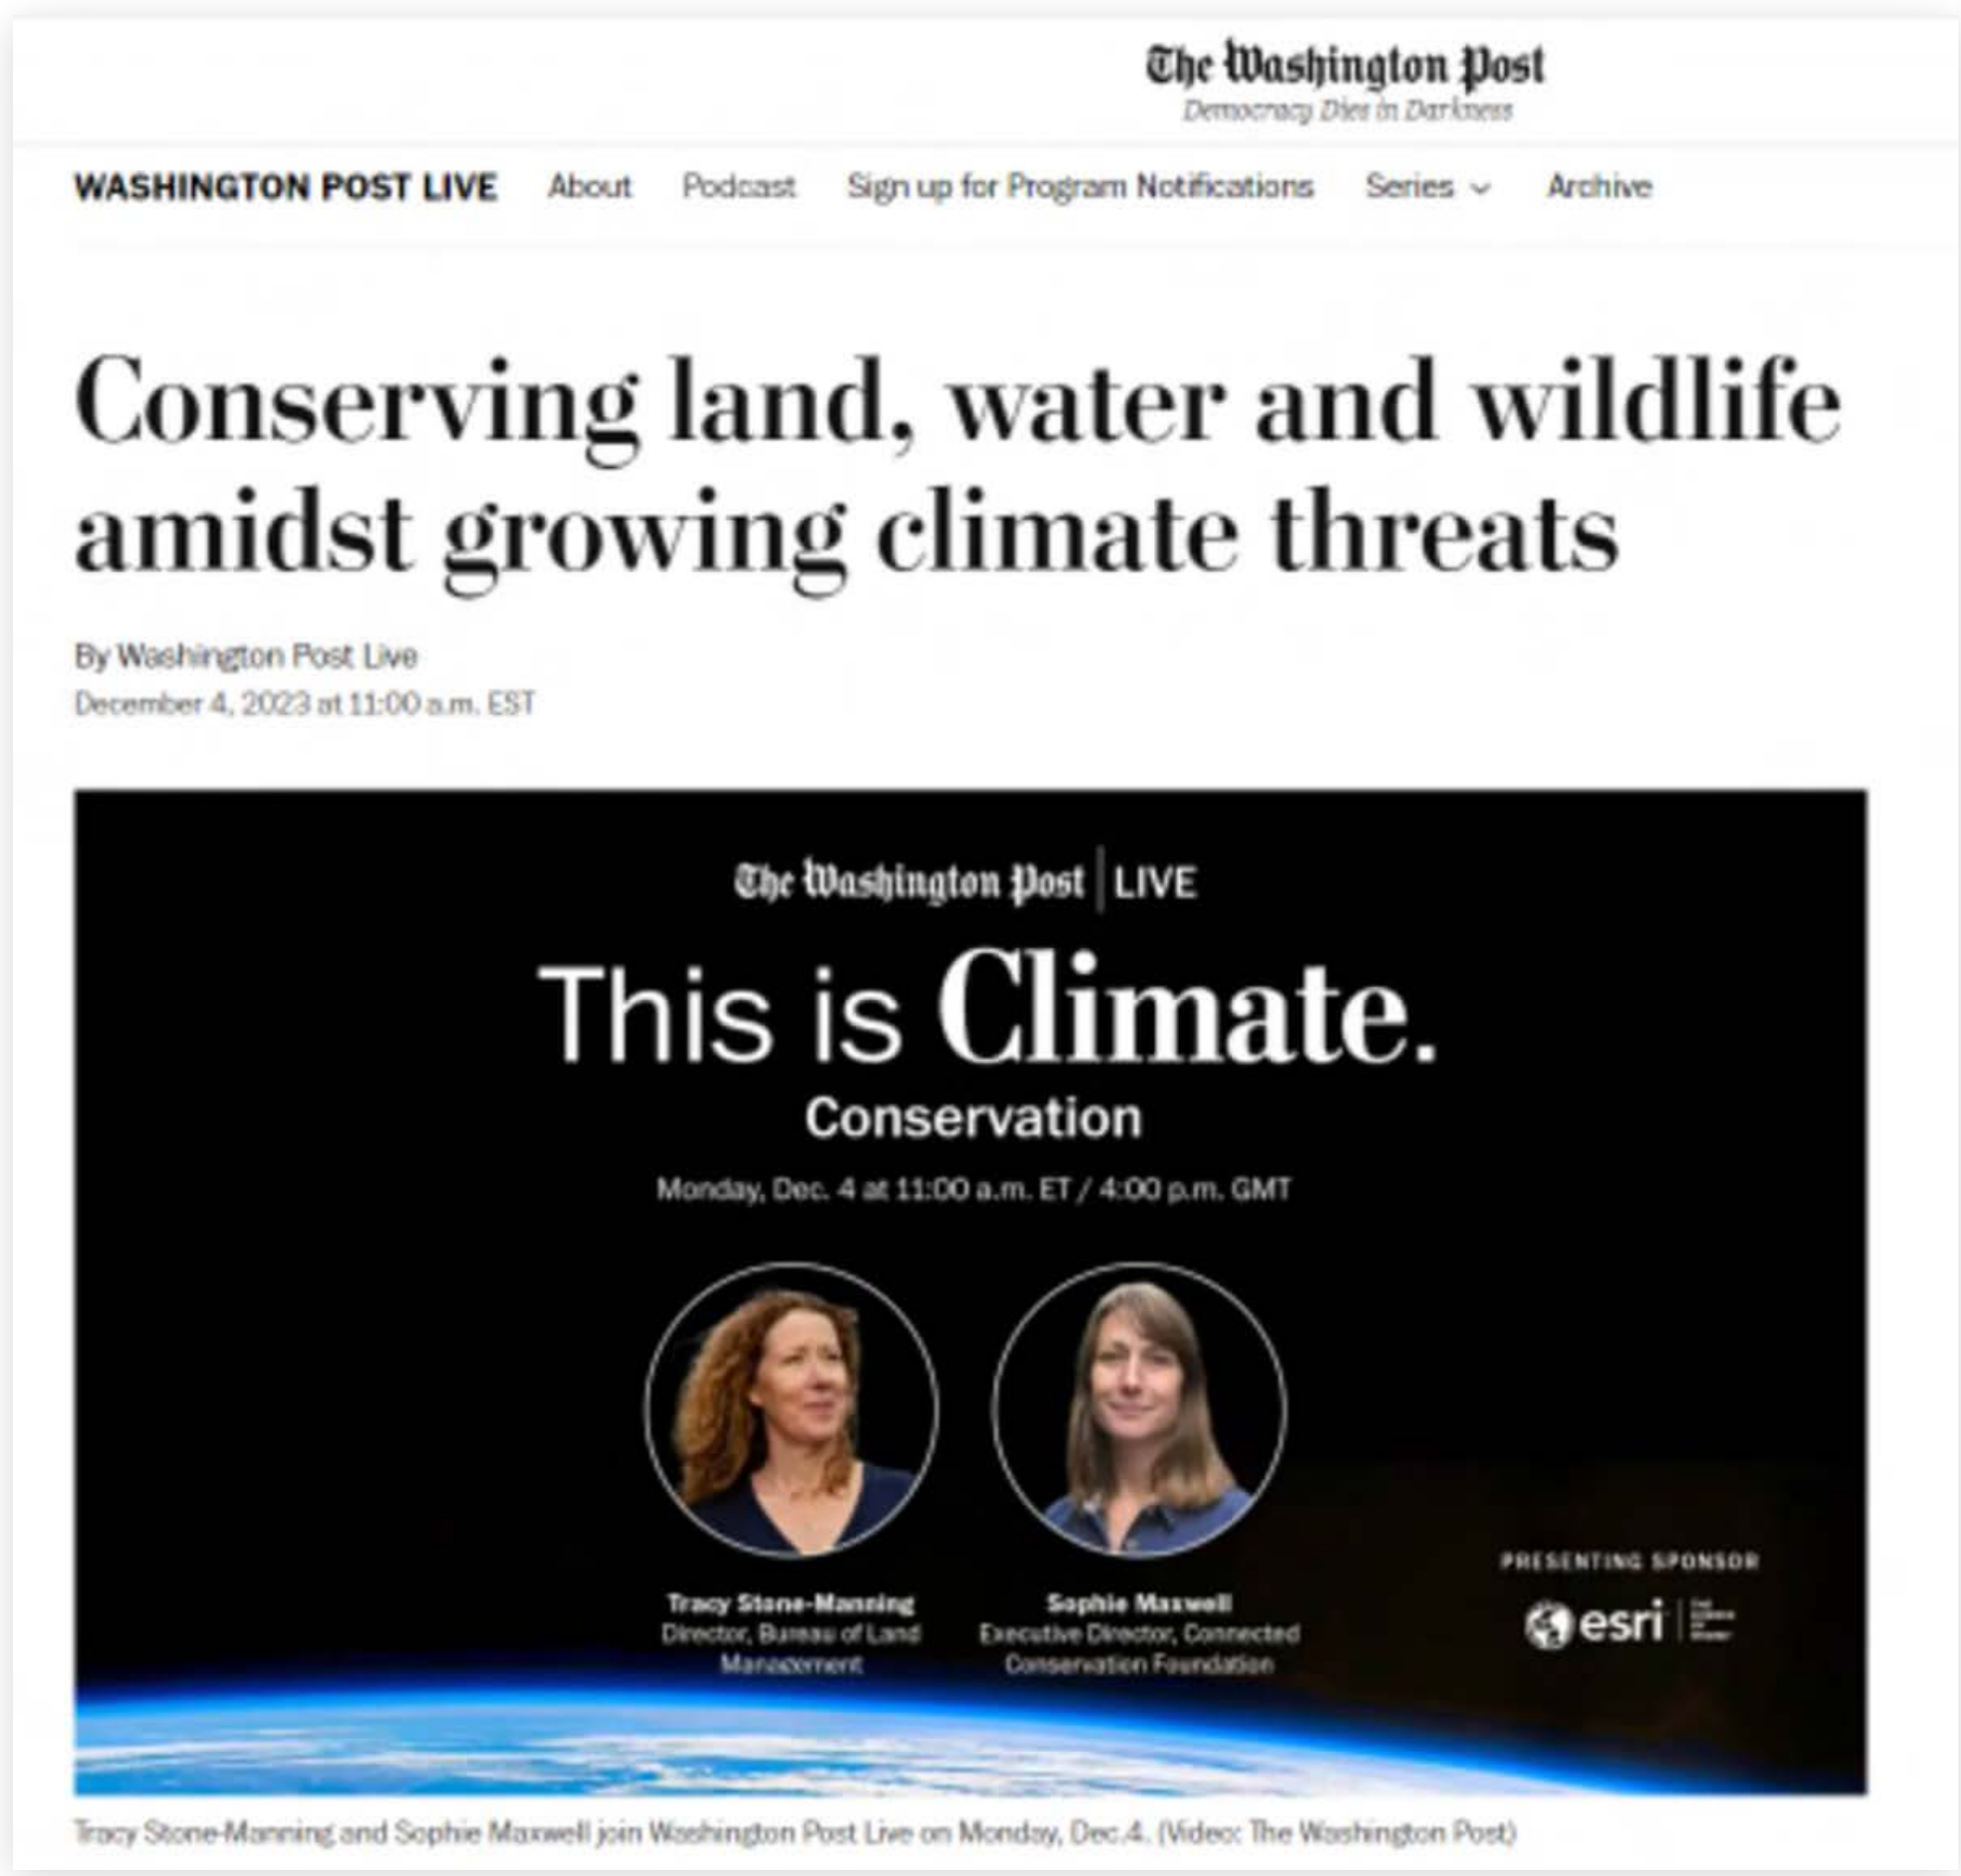 The Washington Post
Democracy Dies in Darkness
WASHINGTON POST LIVE About Podcast Sign up for Program Notifications Series Archive
Conserving land, water and wildlife
amidst growing climate threats
By Washington Post Live
December 4, 2023 at 11:00 a.m. EST
The Washington Post LIVE
This is Climate.
Conservation
Monday, Dec. 4 at 11:00 a.m. ET / 4:00 p.m. GMT
Tracy Stone-Manning
Director, Bureau of Land
Management
Sophie Maxwell
Executive Director, Connected
Conservation Foundation
PRESENTING SPONSOR
esri
Tracy Stone-Manning and Sophie Maxwell join Washington Post Live on Monday, Dec.4. (Video: The Washington Post)